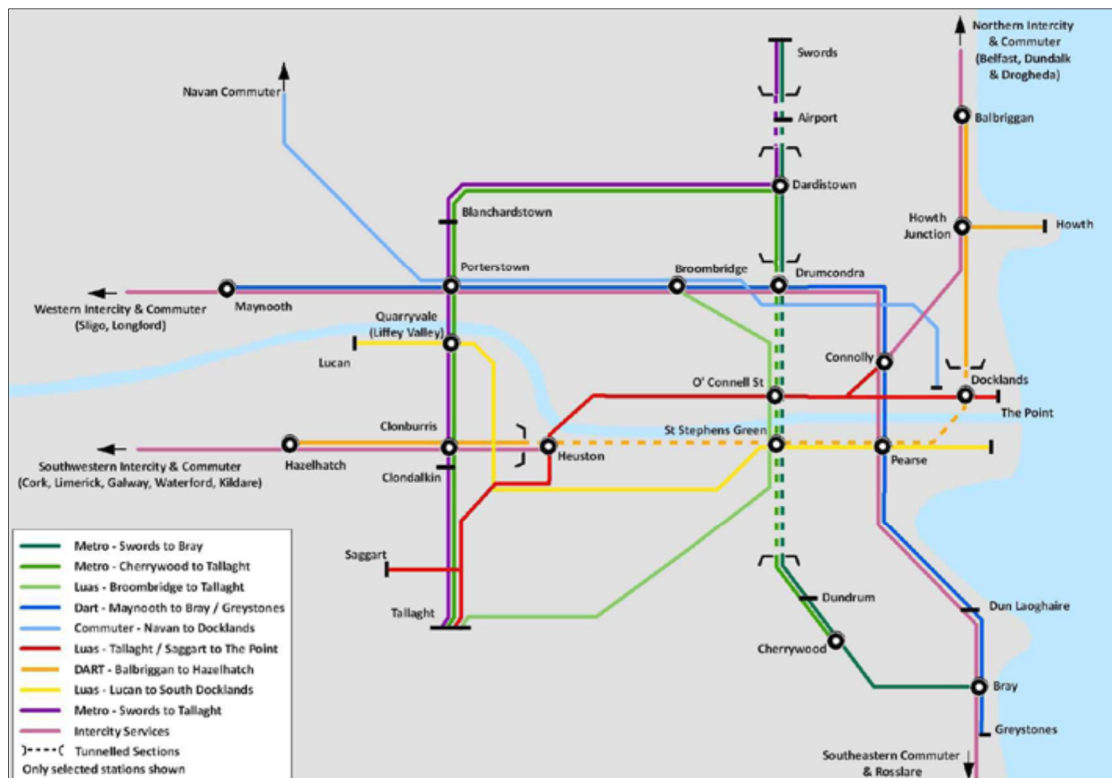 Northern Intercity
& Commuter
(Belfast, Dundalk
& Drogheda)
Swords
Navan Commuter
Airport
Balbriggan
Dardistown
Blanchardstown
Howth
Junction
Howth
Porterstown
Broombridge
Drumcondra
Maynooth
Western Intercity & Commuter
(Sligo, Longford)
Quarryvale
(Liffey Valley)
Lucan
Connolly
O' Connell St
Docklands
The Point
Clonburris
St Stephens Green
Hazelhatch
Heuston
Pearse
Southwestern Intercity & Commuter
(Cork, Limerick, Galway, Waterford, Kildare)
Clondalkin
Saggart
Tallaght
Dundrum
Dun Laoghaire
Cherrywood
Bray
Greystones
Southeastern Commuter
& Rosslare
Metro - Swords to Bray
Metro - Cherrywood to Tallaght
Luas - Broombridge to Tallaght
Dart - Maynooth to Bray / Greystones
Commuter - Navan to Docklands
Luas - Tallaght / Saggart to The Point
DART - Balbriggan to Hazelhatch
Luas - Lucan to South Docklands
Metro - Swords to Tallaght
Intercity Services
Tunnelled Sections
Only selected stations shown